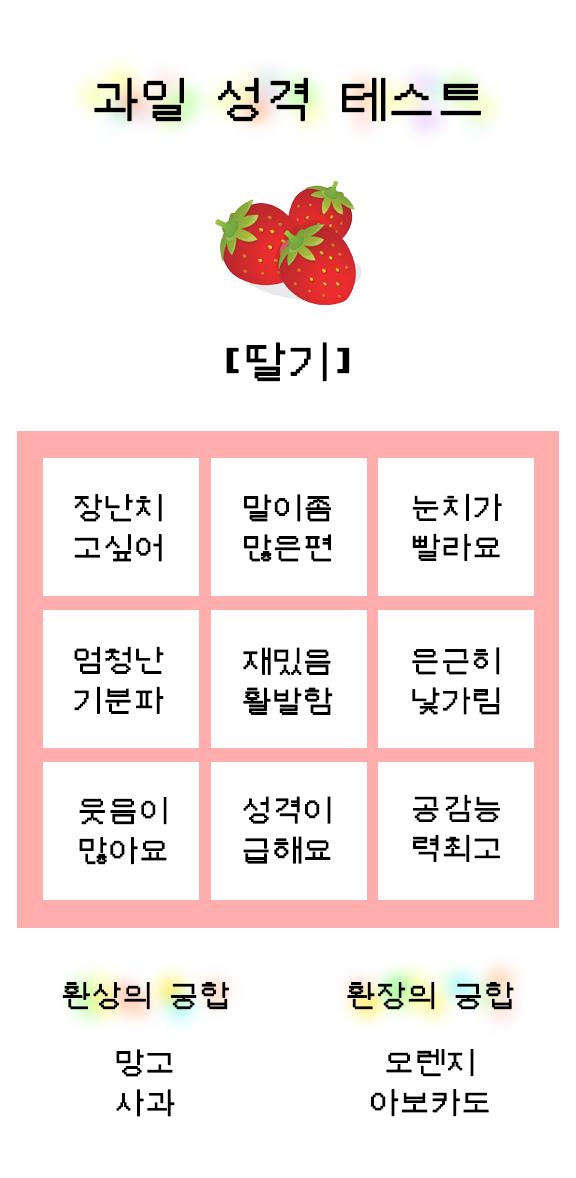 과일 성격 테스트
[딸기]
장난치
고싶어
말이좀
많은편
눈치가
빨라요
엄청난
기분파
재밌음
활발함
은근히
낯가림
웃음이
많아요
성격이
급해요
공감능
력최고
환상의 궁합
망고
사과
환장의 궁합
오렌지
아보카도